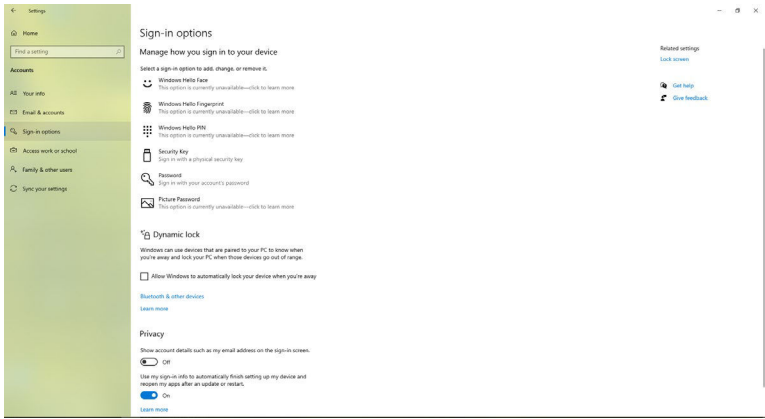 Settings
Home
Find a setting
Accounts
Your info
Email & accounts
Sign-in options
Access work or school
Family & other users
Sync your settings
Sign-in options
Manage how you sign in to your device
Select a sign-in option to add, change, or remove it.
Windows Hello Face
This option is currently unavailable—click to learn more
Windows Hello Fingerprint
This option is currently unavailable—click to learn more
Windows Hello PIN
This option is currently unavailable—click to learn more
Security Key
Sign in with a physical security key
Password
Sign in with your account's password
Picture Password
This option is currently unavailable—click to learn more
Dynamic lock
Windows can use devices that are paired to your PC to know when
you're away and lock your PC when those devices go out of range.
Allow Windows to automatically lock your device when you're away
Bluetooth & other devices
Learn more
Privacy
Show account details such as my email address on the sign-in screen.
Off
Use my sign-in info to automatically finish setting up my device and
reopen my apps after an update or restart.
On
Learn more
Related settings
Lock screen
Get help
Give feedback